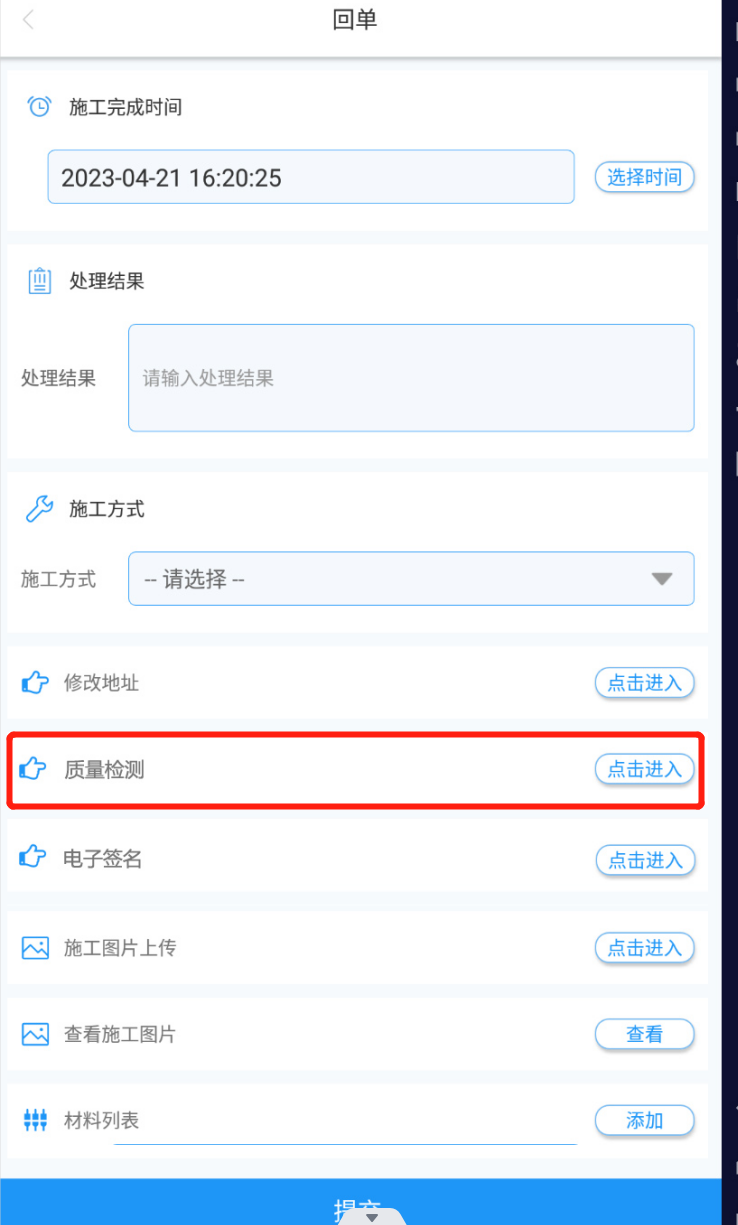 回单
施工完成时间
2023-04-21 16:20:25 选择时间
处理结果
处理结果 请输入处理结果
施工方式
施工方式 -- 请选择 --
修改地址 点击进入
质量检测 点击进入
电子签名 点击进入
施工图片上传 点击进入
查看施工图片 查看
材料列表 添加
提交